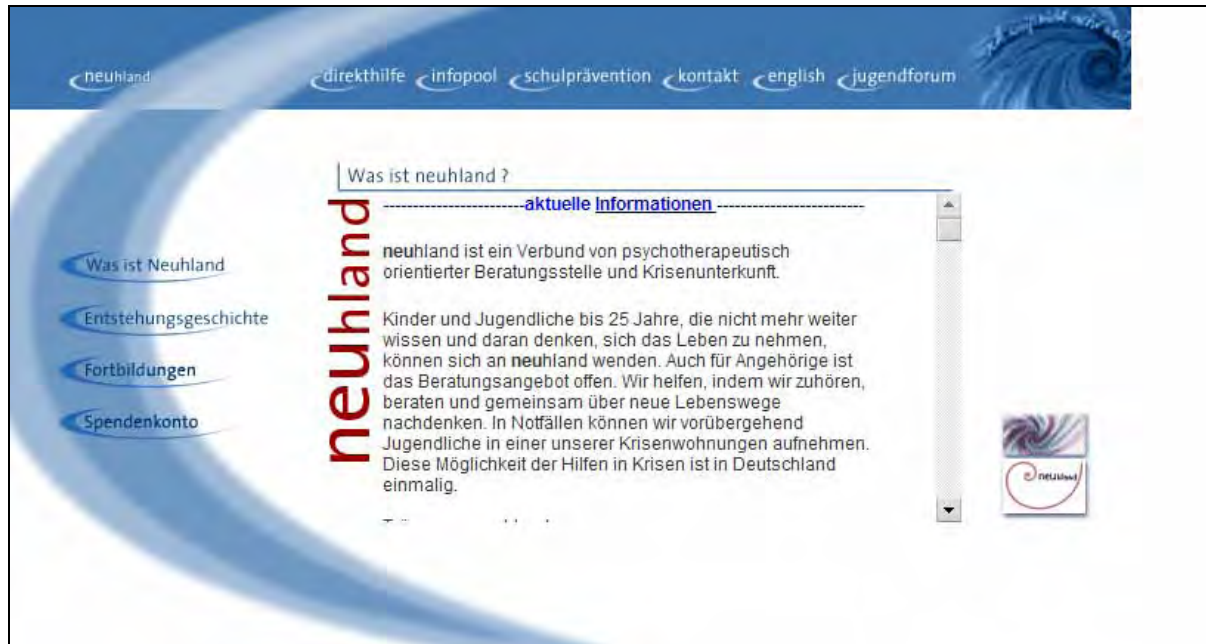 neuhland
direkthilfe infopool schulprävention kontakt english jugendforum
Was ist neuhland ?
neuhland
-----------------------aktuelle Informationen ------------------------
neuhland ist ein Verbund von psychotherapeutisch
orientierter Beratungsstelle und Krisenunterkunft.
Kinder und Jugendliche bis 25 Jahre, die nicht mehr weiter
wissen und daran denken, sich das Leben zu nehmen,
können sich an neuhland wenden. Auch für Angehörige ist
das Beratungsangebot offen. Wir helfen, indem wir zuhören,
beraten und gemeinsam über neue Lebenswege
nachdenken. In Notfällen können wir vorübergehend
Jugendliche in einer unserer Krisenwohnungen aufnehmen.
Diese Möglichkeit der Hilfen in Krisen ist in Deutschland
einmalig.
Was ist Neuhland
Entstehungsgeschichte
Fortbildungen
Spendenkonto
neuhland